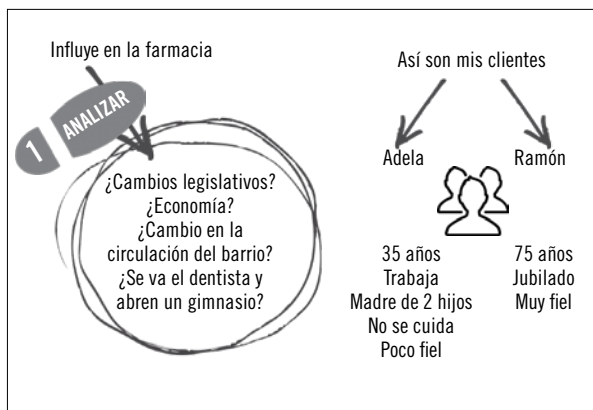 Influye en la farmacia
1 ANALIZAR
¿Cambios legislativos?
¿Economía?
¿Cambio en la
circulación del barrio?
¿Se va el dentista y
abren un gimnasio?
Así son mis clientes
Adela
Ramón
35 años
Trabaja
Madre de 2 hijos
No se cuida
Poco fiel
75 años
Jubilado
Muy fiel